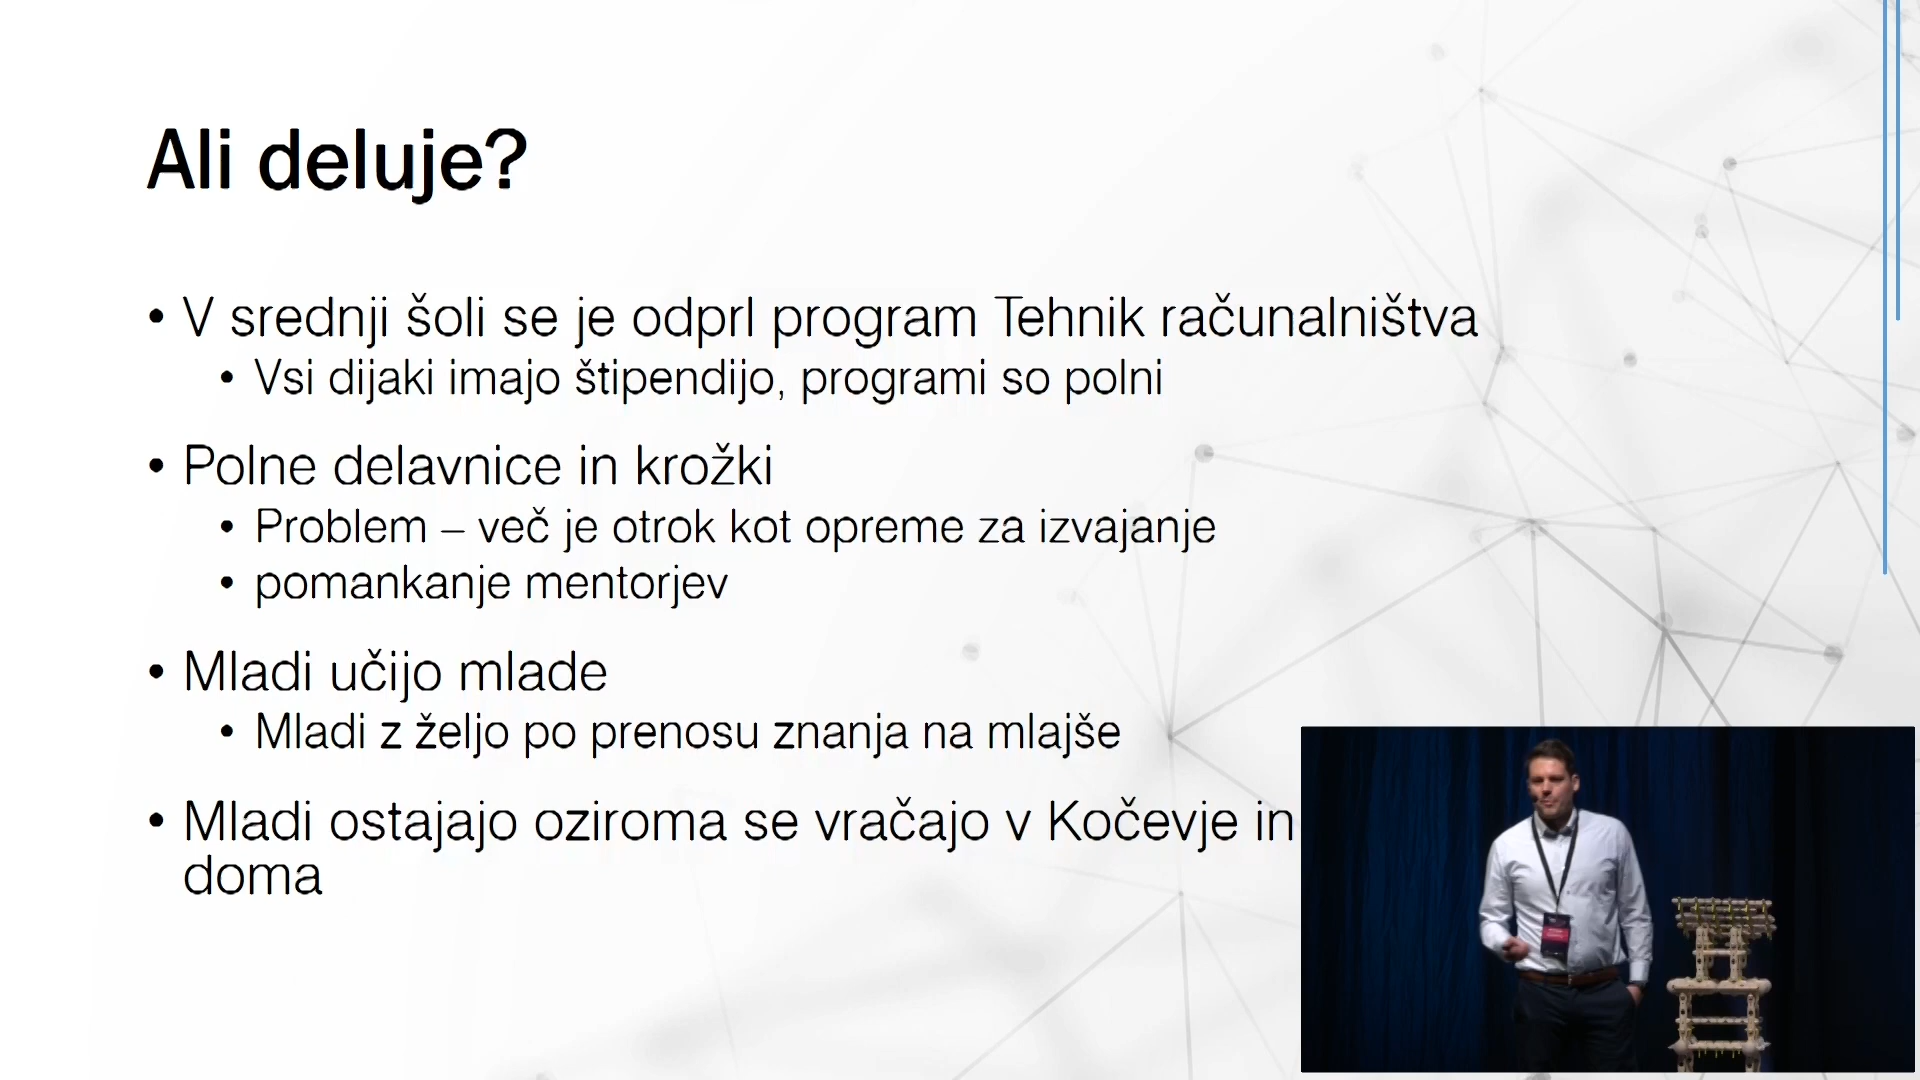 Ali deluje?
• V srednji šoli se je odprl program Tehnik računalništva
• Vsi dijaki imajo štipendijo, programi so polni
• Polne delavnice in krožki
• Problem – več je otrok kot opreme za izvajanje
• pomankanje mentorjev
• Mladi učijo mlade
• Mladi z željo po prenosu znanja na mlajše
• Mladi ostajajo oziroma se vračajo v Kočevje in
doma